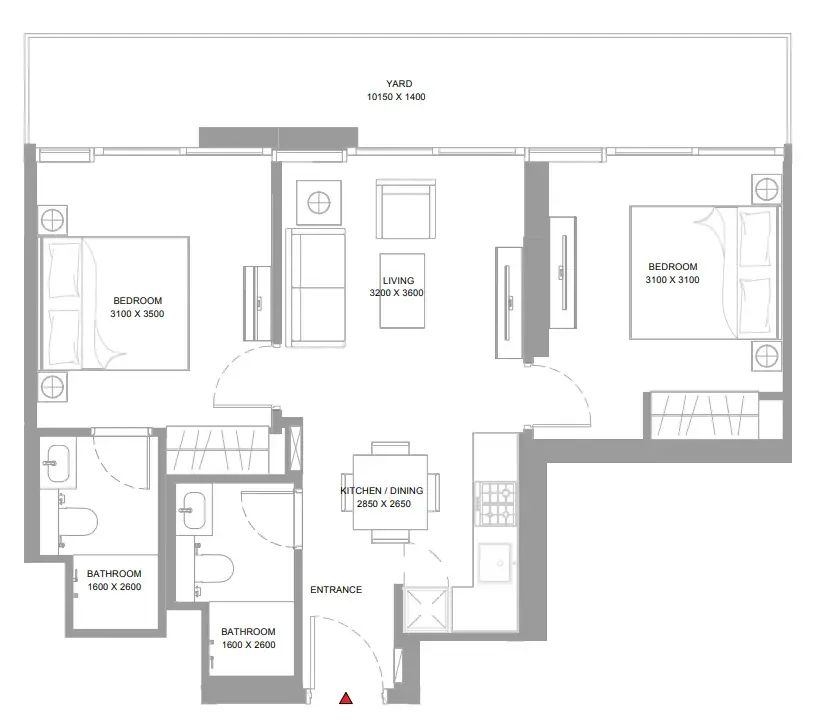 YARD
10150 X 1400
BEDROOM
3100 X 3500
LIVING
3200 X 3600
BEDROOM
3100 X 3100
KITCHEN / DINING
2850 X 2650
BATHROOM
1600 X 2600
ENTRANCE
BATHROOM
1600 X 2600